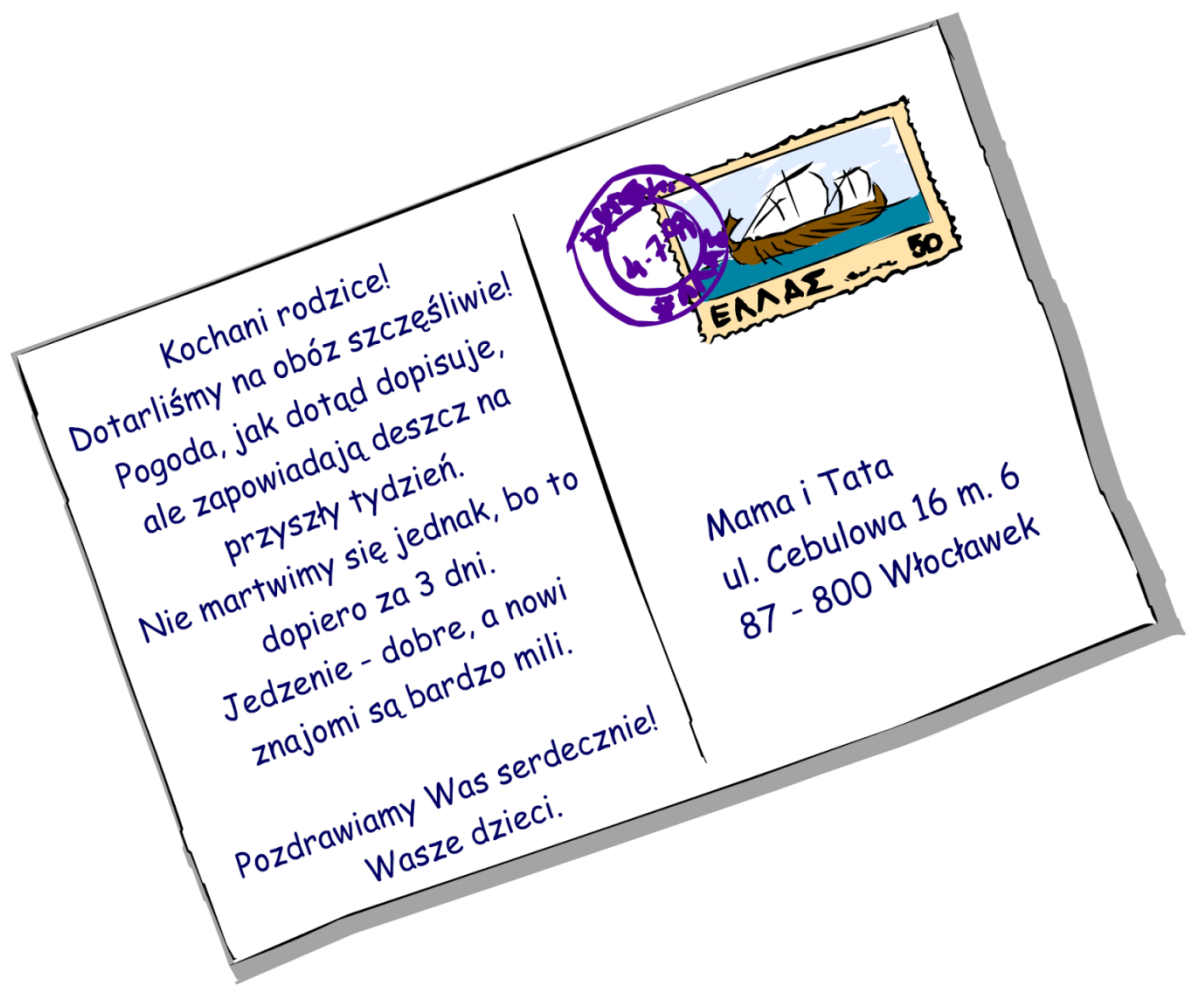 Kochani rodzice!
Dotarliśmy na obóz szczęśliwie!
Pogoda, jak dotąd dopisuje,
ale zapowiadają deszcz na
przyszły tydzień.
Nie martwimy się jednak, bo to
dopiero za 3 dni.
Jedzenie - dobre, a nowi
znajomi są bardzo mili.
Pozdrawiamy Was serdecznie!
Wasze dzieci.
50
ΕΛΛΑΣ
Mama i Tata
ul. Cebulowa 16 m. 6
87 - 800 Włocławek